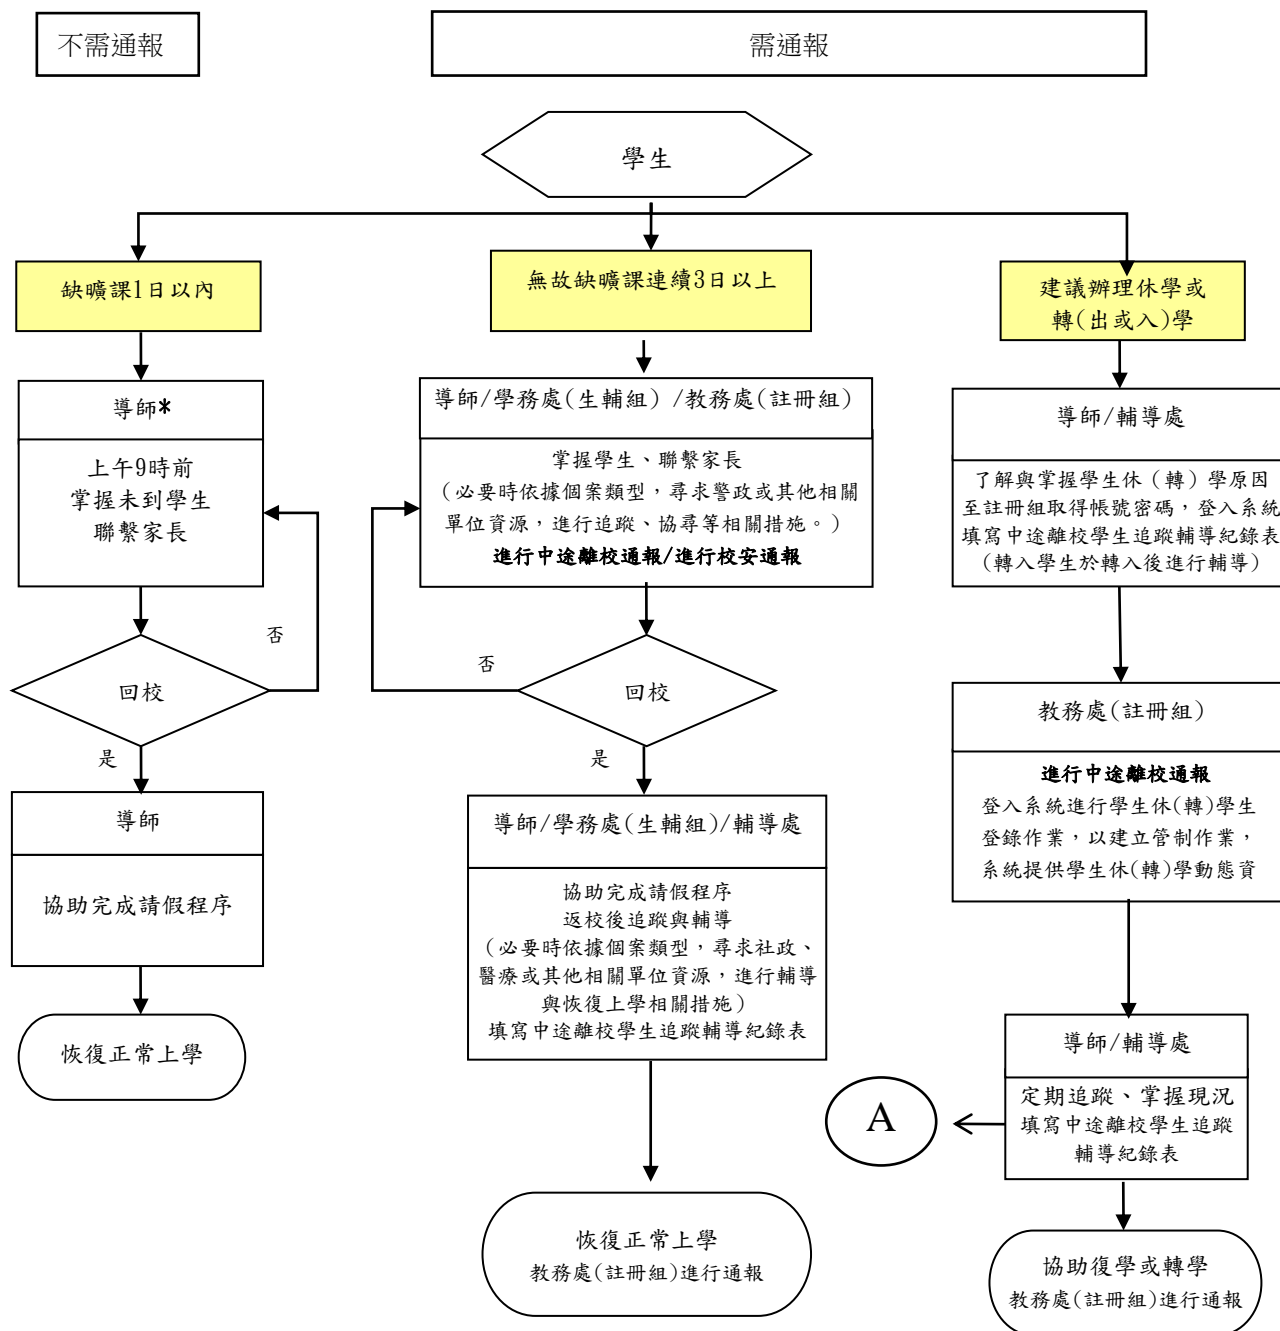 不需通報
需通報
學生
缺曠課1日以內
無故缺曠課連續3日以上
建議辦理休學或
轉(出或入)學
導師*
上午9時前
掌握未到學生
聯繫家長
否
回校
是
導師
協助完成請假程序
恢復正常上學
導師/學務處(生輔組) /教務處(註冊組)
掌握學生、聯繫家長
(必要時依據個案類型，尋求警政或其他相關
單位資源，進行追蹤、協尋等相關措施。)
進行中途離校通報/進行校安通報
否
回校
是
導師/學務處(生輔組)/輔導處
協助完成請假程序
返校後追蹤與輔導
(必要時依據個案類型，尋求社政、
醫療或其他相關單位資源，進行輔導
與恢復上學相關措施)
填寫中途離校學生追蹤輔導紀錄表
恢復正常上學
教務處(註冊組)進行通報
導師/輔導處
了解與掌握學生休（轉）學原因
至註冊組取得帳號密碼，登入系統
填寫中途離校學生追蹤輔導紀錄表
(轉入學生於轉入後進行輔導)
教務處(註冊組)
進行中途離校通報
登入系統進行學生休(轉)學生
登錄作業，以建立管制作業，
系統提供學生休(轉)學動態資
導師/輔導處
定期追蹤、掌握現況
填寫中途離校學生追蹤
輔導紀錄表
A
協助復學或轉學
教務處(註冊組)進行通報